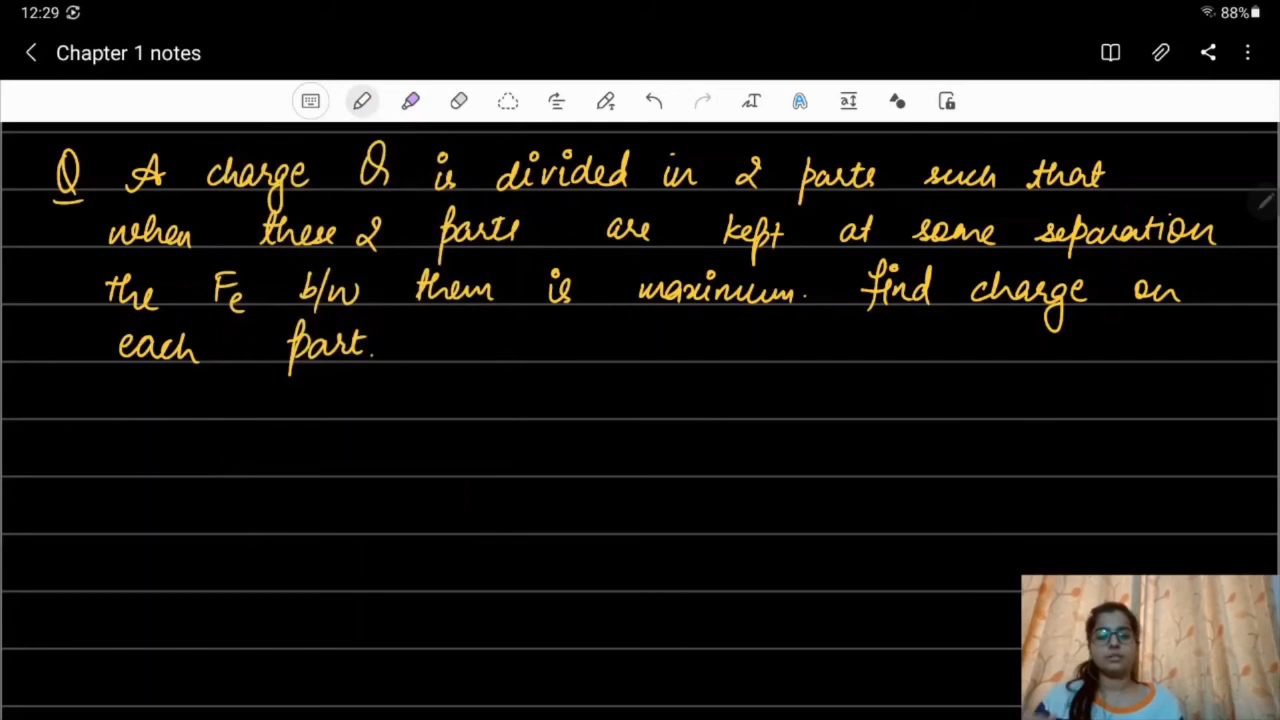 12:29
88%
Chapter 1 notes
Q A charge Q is divided in 2 parts such that
when these 2 parts are kept at some separation
the Fe b/w them is maximum. find charge on
each part.